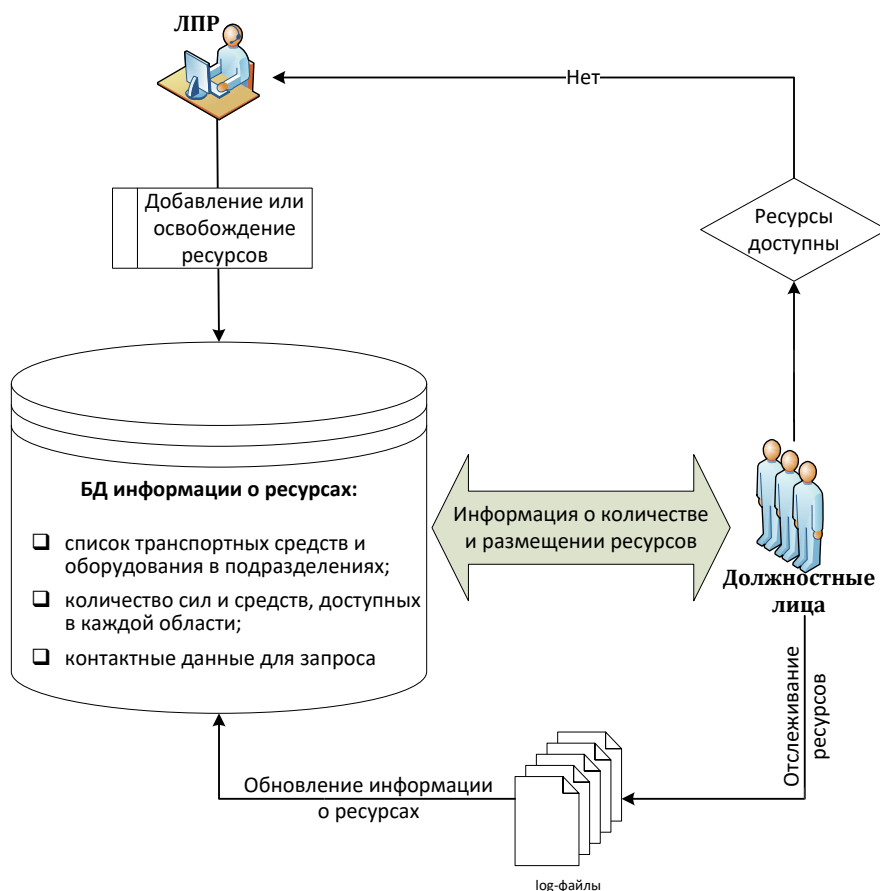 ЛПР
Нет
Добавление или
освобождение
ресурсов
Ресурсы
доступны
БД информации о ресурсах:
список транспортных средств и
оборудования в подразделениях;
количество сил и средств, доступных
в каждой области;
контактные данные для запроса
Информация о количестве
и размещении ресурсов
Должностные
лица
Отслеживание
ресурсов
Обновление информации
о ресурсах
log-файлы